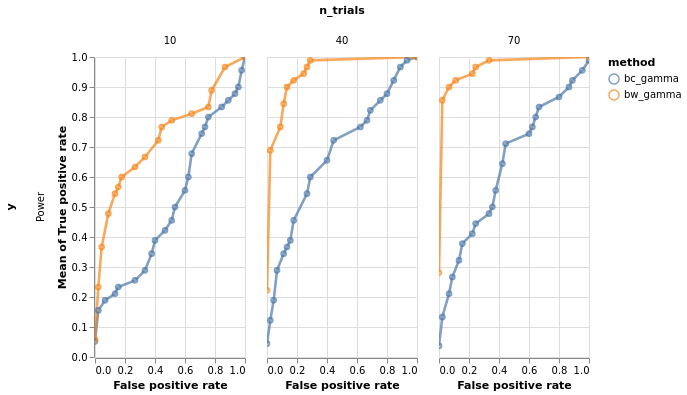 n_trials
10 40 70
method
bc_gamma
bw_gamma
y
Power
Mean of True positive rate
1.0
0.9
0.8
0.7
0.6
0.5
0.4
0.3
0.2
0.1
0.0
0.0 0.2 0.4 0.6 0.8 1.0 0.0 0.2 0.4 0.6 0.8 1.0 0.0 0.2 0.4 0.6 0.8 1.0
False positive rate False positive rate False positive rate